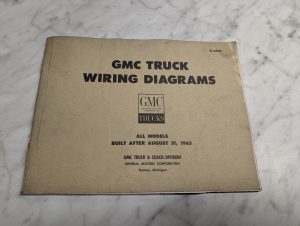 GMC TRUCK
WIRING DIAGRAMS
GMC
TRUCKS
ALL MODELS
BUILT AFTER AUGUST 31, 1965
GMC TRUCK & COACH DIVISION
GENERAL MOTORS CORPORATION
Pontiac, Michigan